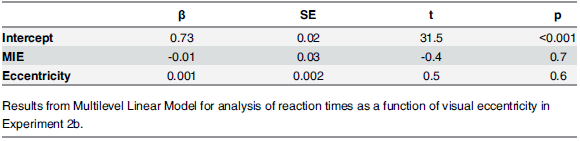 β SE t p
Intercept 0.73 0.02 31.5 <0.001
MIE -0.01 0.03 -0.4 0.7
Eccentricity 0.001 0.002 0.5 0.6
Results from Multilevel Linear Model for analysis of reaction times as a function of visual eccentricity in
Experiment 2b.